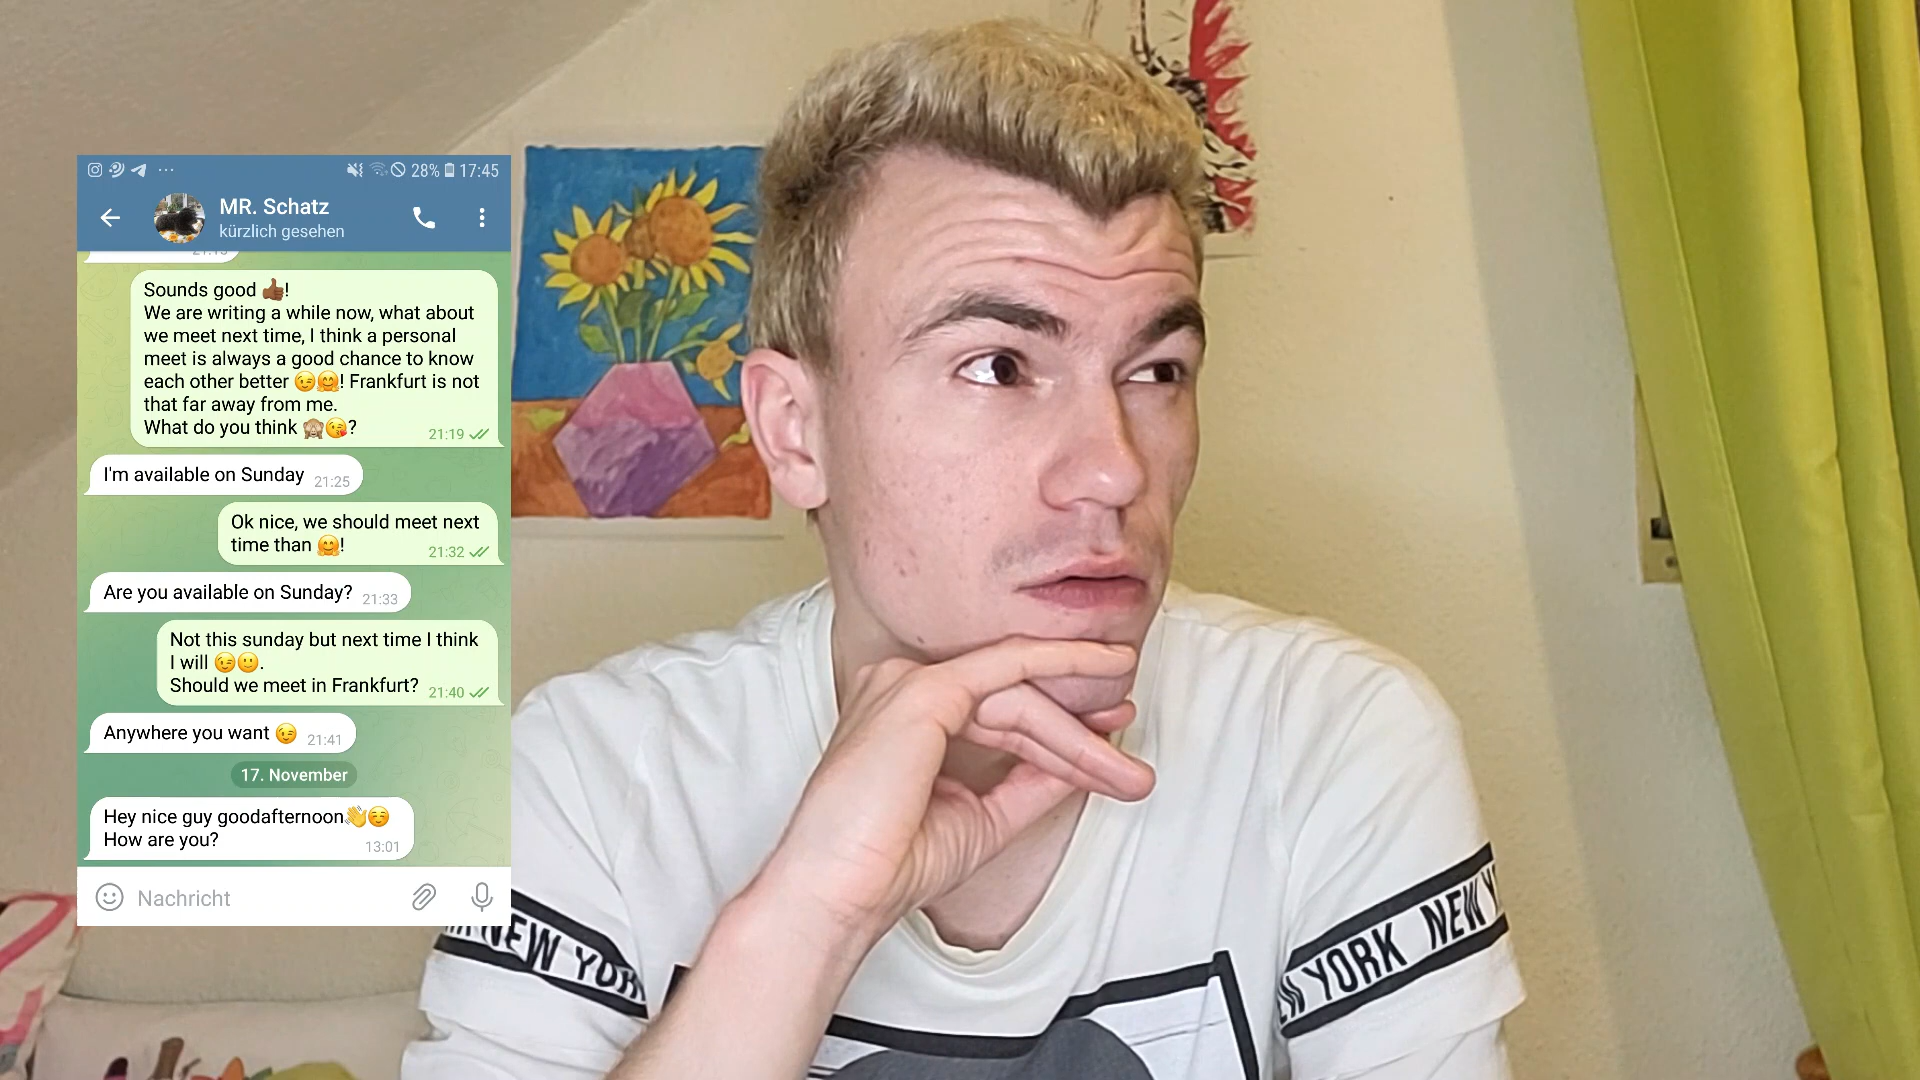 28% 17:45
MR. Schatz
kürzlich gesehen
Sounds good 👍🏾!
We are writing a while now, what about
we meet next time, I think a personal
meet is always a good chance to know
each other better 😉🤗! Frankfurt is not
that far away from me.
What do you think 🙈😘?
21:19
I'm available on Sunday
21:25
Ok nice, we should meet next
time than 🤗!
21:32
Are you available on Sunday?
21:33
Not this sunday but next time I think
I will 😉🙂.
Should we meet in Frankfurt?
21:40
Anywhere you want 😉
21:41
17. November
Hey nice guy goodafternoon👋☺️
How are you?
13:01
Nachricht
NEW YORK
NEW YORK NEW